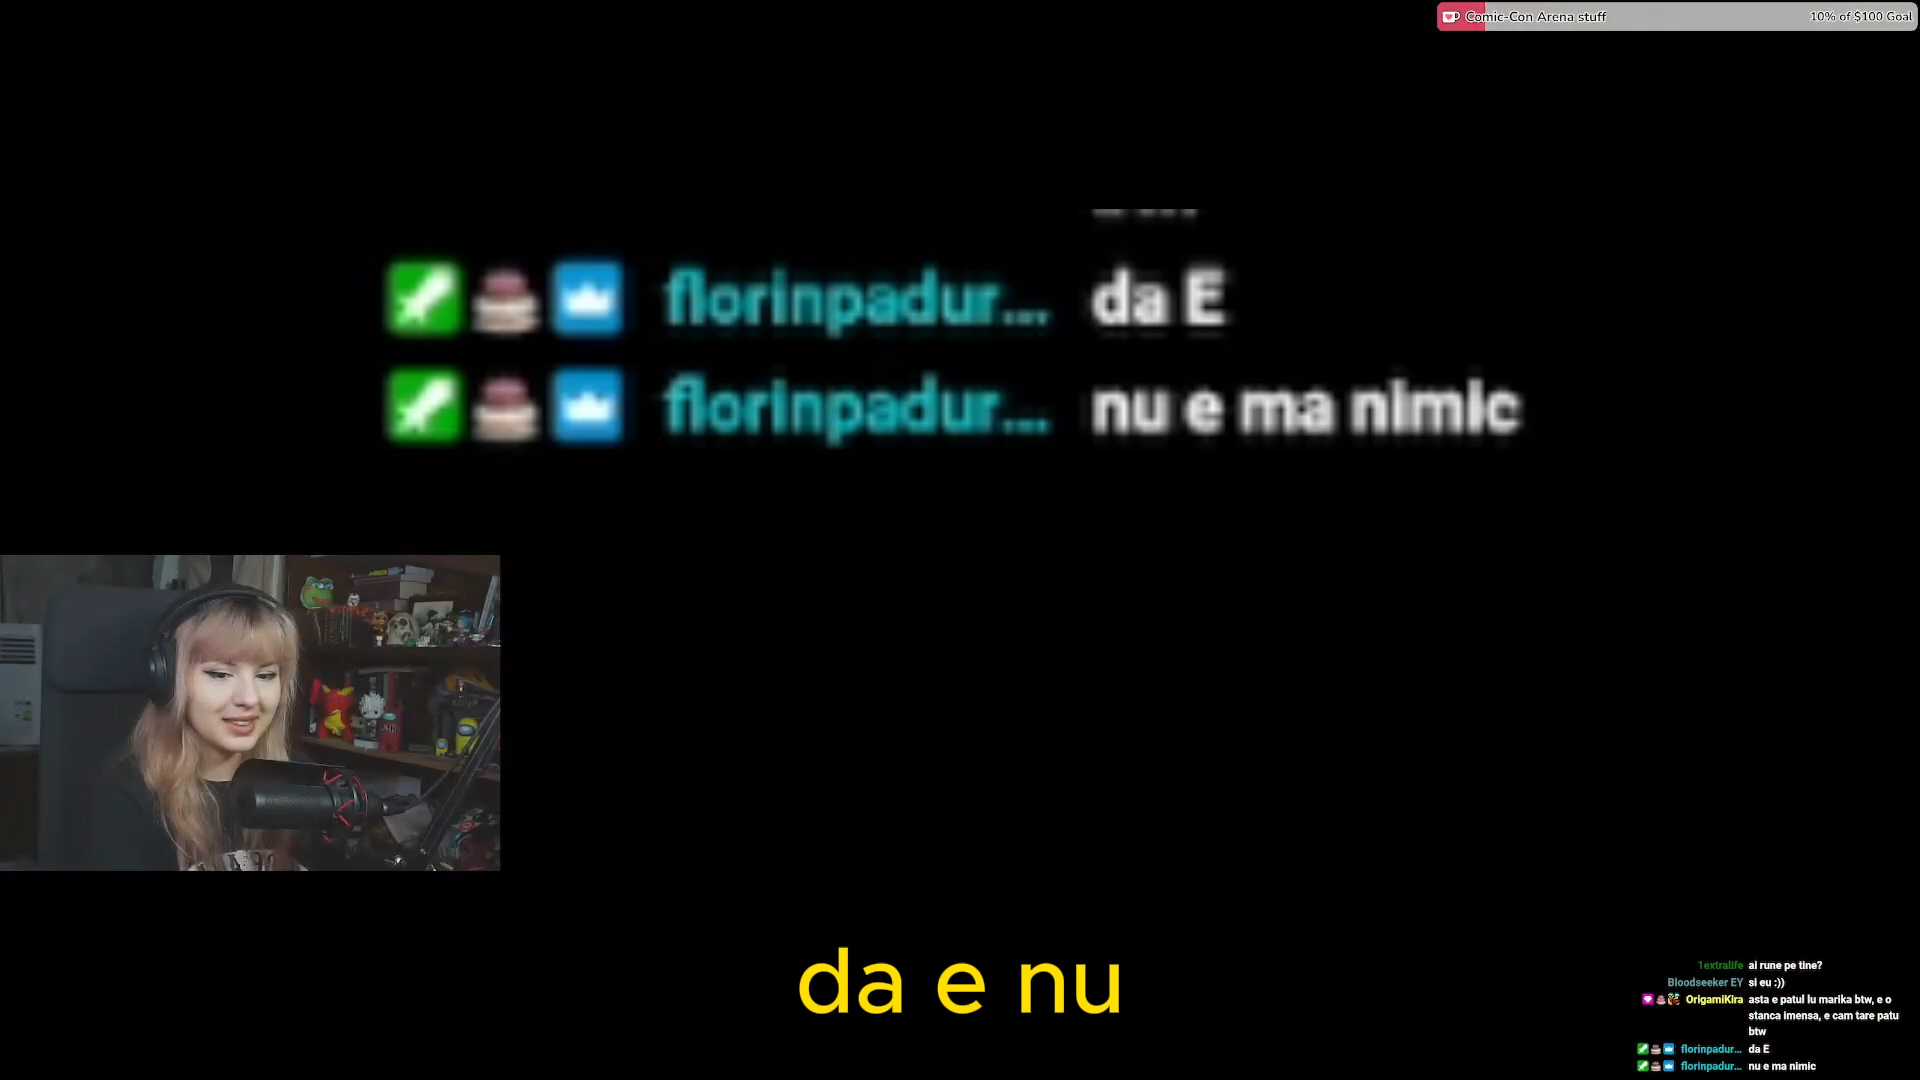 Comic-Con Arena stuff 10% of $100 Goal
florinpadur... da E
florinpadur... nu e ma nimic
da e nu
1extralife ai rune pe tine?
Bloodseeker EY si eu :))
OrigamiKira asta e patul lu marika btw, e o
stanca imensa, e cam tare patu
btw
florinpadur... da E
florinpadur... nu e ma nimic